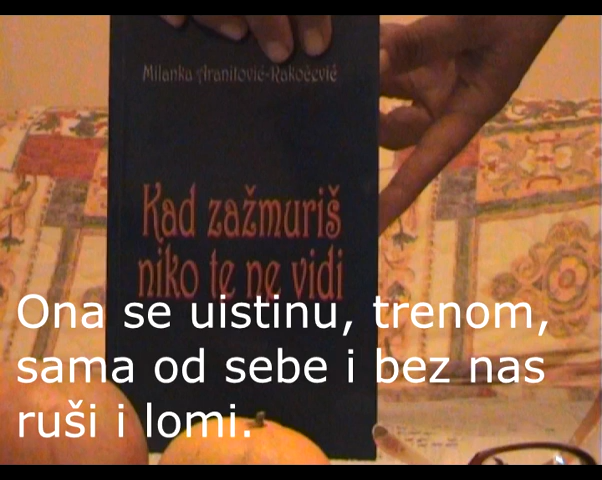 Milanka Aranitović-Rakočević
Kad zažmuriš
niko te ne vidi
Ona se uistinu, trenom,
sama od sebe i bez nas
ruši i lomi.